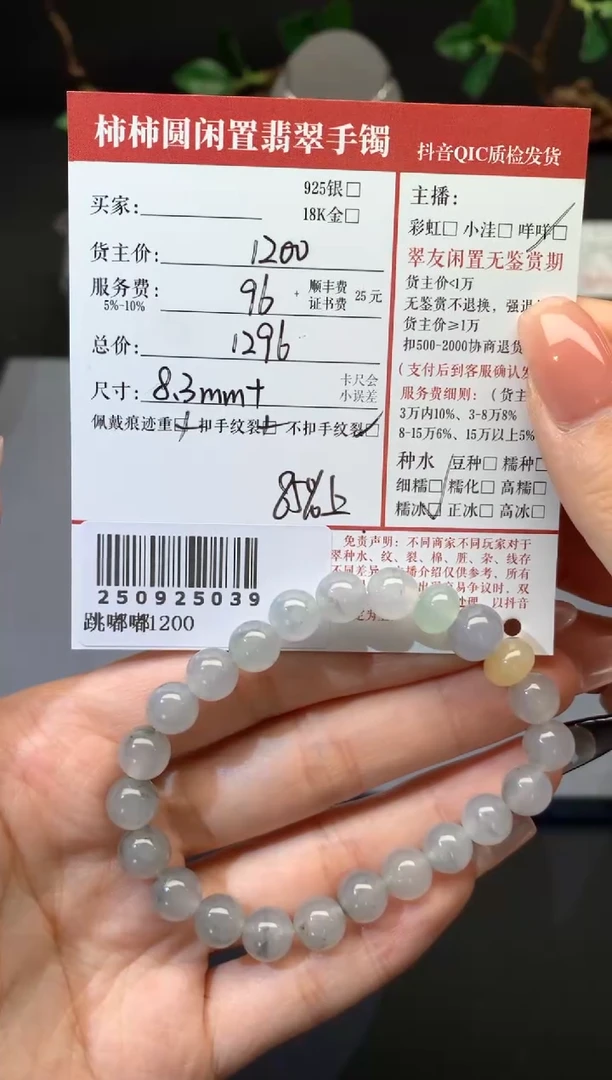 柿柿圆闲置翡翠手镯
抖音QIC质检发货
买家:
925银□
18K金□
货主价: 1200
服务费: 96 + 顺丰费 证书费 25元
5%-10%
总价: 1296
尺寸: 8.3mm+ 卡尺会 小误差
佩戴痕迹重□ 扣手纹裂□ 不扣手纹裂□
85%上
主播:
彩虹□ 小洼□ 咩咩□
翠友闲置无鉴赏期
货主价<1万
无鉴赏不退换,强退
货主价≥1万
扣500-2000协商退货
(支付后到客服确认发
服务费细则:(货主
3万内10%、3-8万8%
8-15万6%、15万以上5%
种水 豆种□ 糯种□
细糯□ 糯化□ 高糯□
糯冰□ 正冰□ 高冰□
免责声明:不同商家不同玩家对于
翠种水、纹、裂、棉、脏、杂、线存
250925039
跳嘟嘟1200